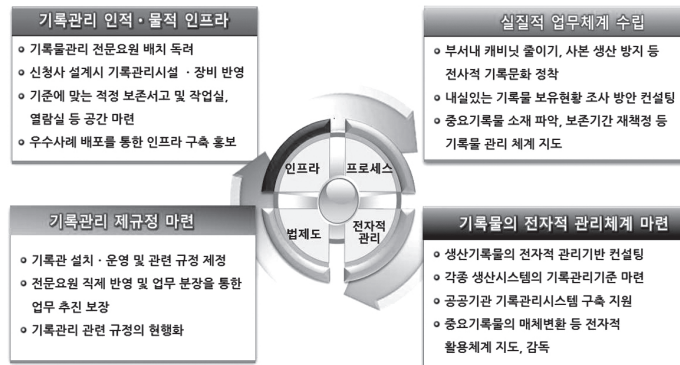 기록관리 인적·물적 인프라
기록물관리 전문요원 배치 독려
신청사 설계시 기록관리시설 · 장비 반영
기준에 맞는 적정 보존서고 및 작업실,
열람실 등 공간 마련
우수사례 배포를 통한 인프라 구축 홍보
실질적 업무체계 수립
부서내 캐비닛 줄이기, 사본 생산 방지 등
전사적 기록문화 정착
내실있는 기록물 보유현황 조사 방안 컨설팅
중요기록물 소재 파악, 보존기간 재책정 등
기록물 관리 체계 지도
인프라
프로세스
법제도
전자적
관리
기록관리 제규정 마련
기록관 설치·운영 및 관련 규정 제정
전문요원 직제 반영 및 업무 분장을 통한
업무 추진 보장
기록관리 관련 규정의 현행화
기록물의 전자적 관리체계 마련
생산기록물의 전자적 관리기반 컨설팅
각종 생산시스템의 기록관리기준 마련
공공기관 기록관리시스템 구축 지원
중요기록물의 매체변환 등 전자적
활용체계 지도, 감독